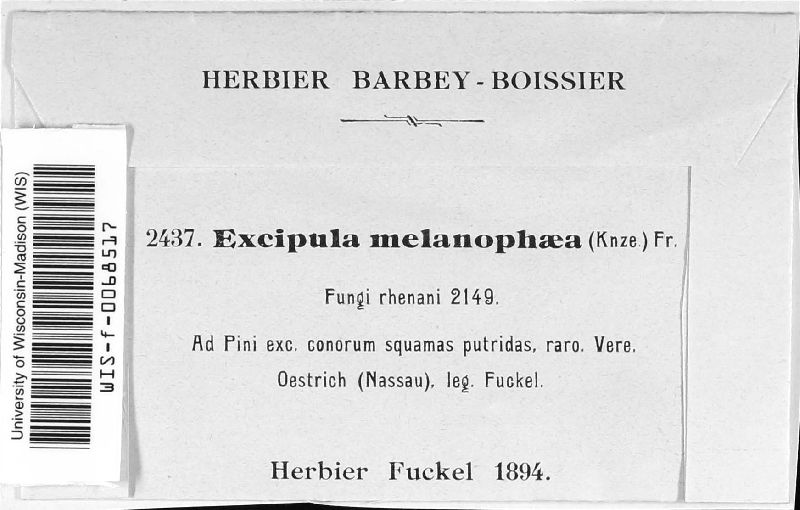 HERBIER BARBEY-BOISSIER
2437. Excipula melanophæa (Knze.) Fr.
Fungi rhenani 2149.
Ad Pini exc. conorum squamas putridas, raro. Vere.
Oestrich (Nassau), leg. Fuckel.
Herbier Fuckel 1894.
University of Wisconsin-Madison (WIS)
WIS-f-0068517